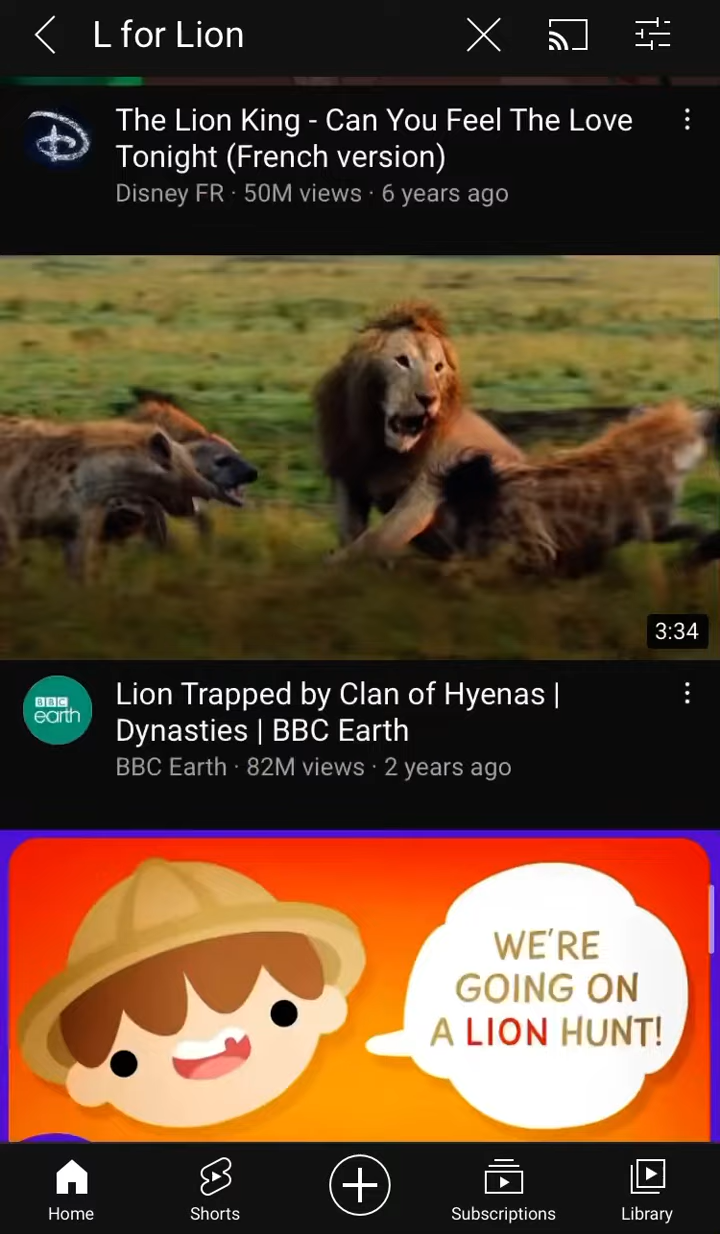 L for Lion
The Lion King - Can You Feel The Love
Tonight (French version)
Disney FR · 50M views · 6 years ago
3:34
BBC
earth
Lion Trapped by Clan of Hyenas |
Dynasties | BBC Earth
BBC Earth · 82M views · 2 years ago
WE'RE
GOING ON
A LION HUNT!
Home
Shorts
Subscriptions
Library